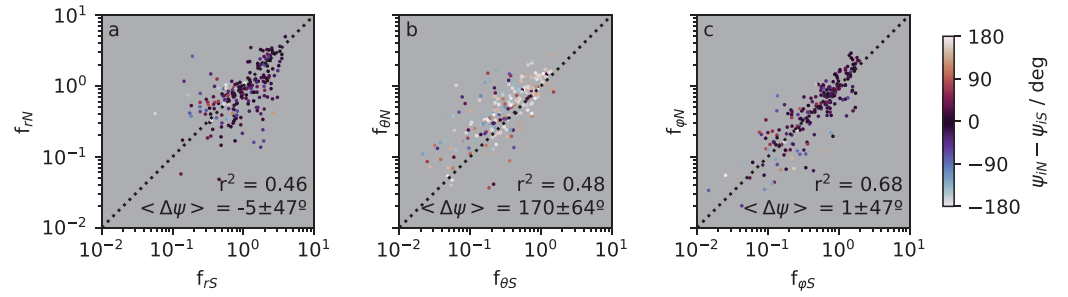 a
b
c
10¹
10⁰
10⁻¹
10⁻²
f_rN
f_θN
f_φN
r² = 0.46
< Δψ > = -5±47º
r² = 0.48
< Δψ > = 170±64º
r² = 0.68
< Δψ > = 1±47º
10⁻² 10⁻¹ 10⁰ 10¹
10⁻² 10⁻¹ 10⁰ 10¹
10⁻² 10⁻¹ 10⁰ 10¹
f_rS
f_θS
f_φS
180
90
0
−90
−180
ψ_iN − ψ_iS / deg